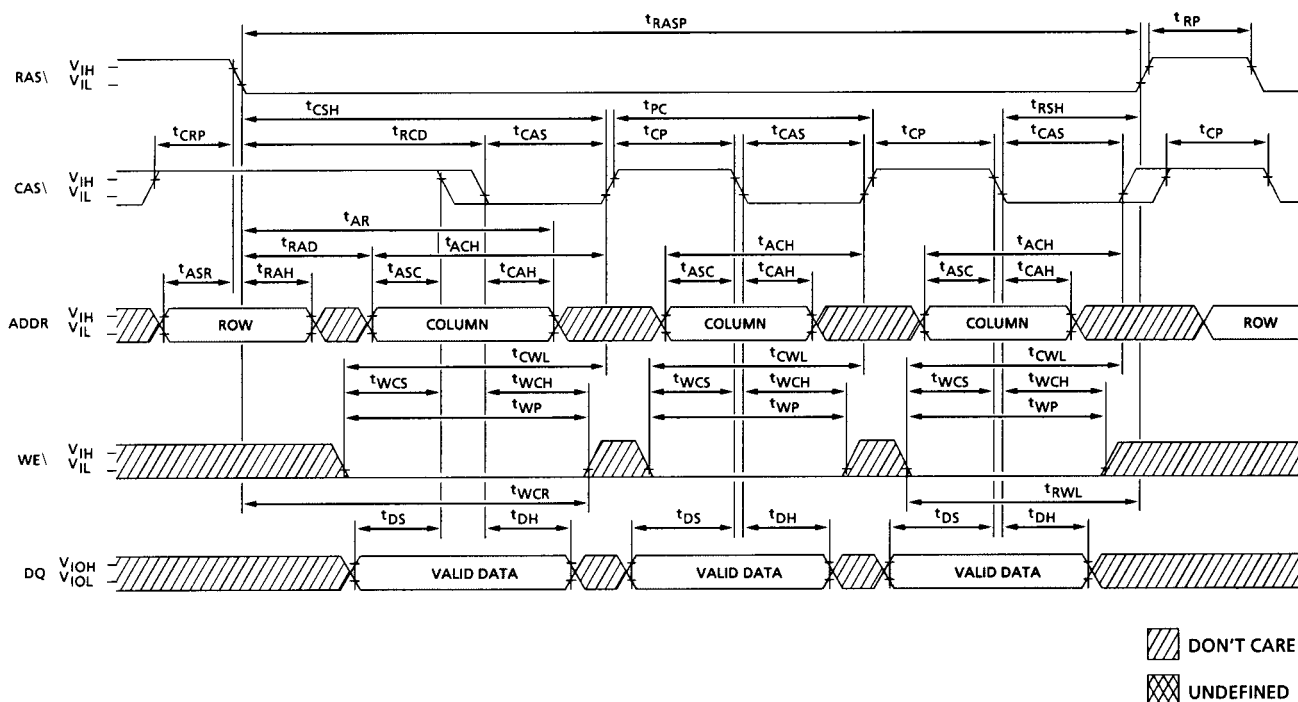 tRASP tRP
RAS\ VIH
VIL
tCSH tPC tRSH
tCRP tRCD tCAS tCP tCAS tCP tCAS tCP
CAS\ VIH
VIL
tAR
tRAD tACH tACH tACH
tASR tRAH tASC tCAH tASC tCAH tASC tCAH
ADDR VIH
VIL
ROW COLUMN COLUMN COLUMN ROW
tCWL tCWL tCWL
tWCS tWCH tWCS tWCH tWCS tWCH
tWP tWP tWP
WE\ VIH
VIL
tWCR tRWL
tDS tDH tDS tDH tDS tDH
DQ VIOH
VIOL
VALID DATA VALID DATA VALID DATA
DON'T CARE
UNDEFINED